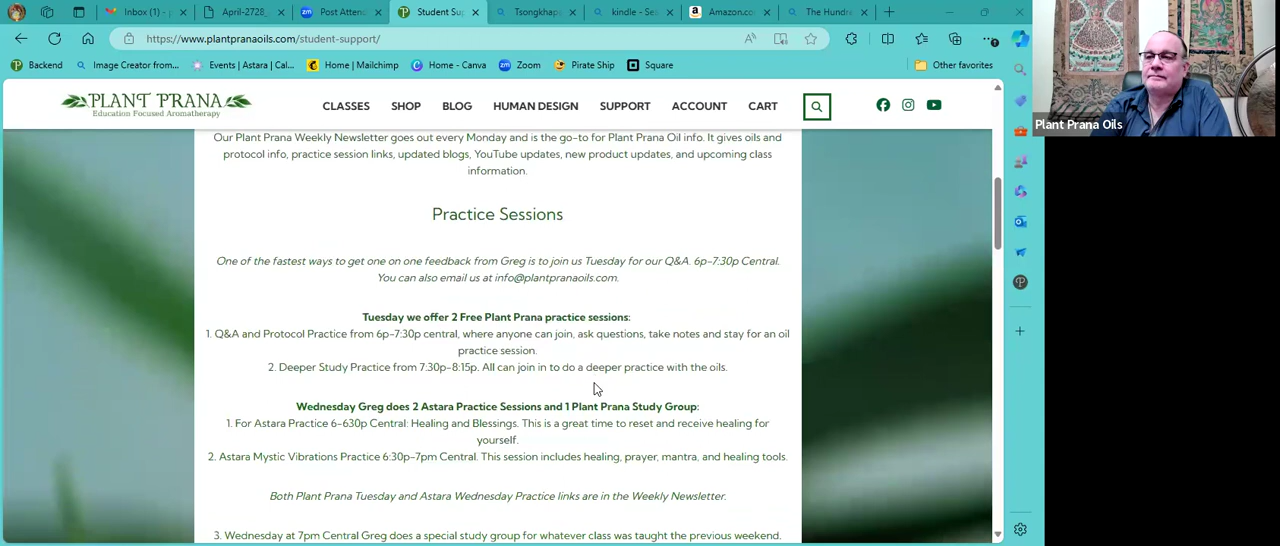 Inbox (1) - p
April-2728_
Post Attend
Student Sup
Tsongkhapa
kindle - Sea
Amazon.co
The Hundre
https://www.plantpranaoils.com/student-support/
Backend
Image Creator from...
Events | Astara | Cal...
Home | Mailchimp
Home - Canva
Zoom
Pirate Ship
Square
Other favorites
PLANT PRANA
Education Focused Aromatherapy
CLASSES SHOP BLOG HUMAN DESIGN SUPPORT ACCOUNT CART
Our Plant Prana Weekly Newsletter goes out every Monday and is the go-to for Plant Prana Oil info. It gives oils and
protocol info, practice session links, updated blogs, YouTube updates, new product updates, and upcoming class
information.
Practice Sessions
One of the fastest ways to get one on one feedback from Greg is to join us Tuesday for our Q&A. 6p-7:30p Central.
You can also email us at info@plantpranaoils.com.
Tuesday we offer 2 Free Plant Prana practice sessions:
1. Q&A and Protocol Practice from 6p-7:30p central, where anyone can join, ask questions, take notes and stay for an oil
practice session.
2. Deeper Study Practice from 7:30p-8:15p. All can join in to do a deeper practice with the oils.
Wednesday Greg does 2 Astara Practice Sessions and 1 Plant Prana Study Group:
1. For Astara Practice 6-630p Central: Healing and Blessings. This is a great time to reset and receive healing for
yourself.
2. Astara Mystic Vibrations Practice 6:30p-7pm Central. This session includes healing, prayer, mantra, and healing tools.
Both Plant Prana Tuesday and Astara Wednesday Practice links are in the Weekly Newsletter.
3. Wednesday at 7pm Central Greg does a special study group for whatever class was taught the previous weekend.
Plant Prana Oils